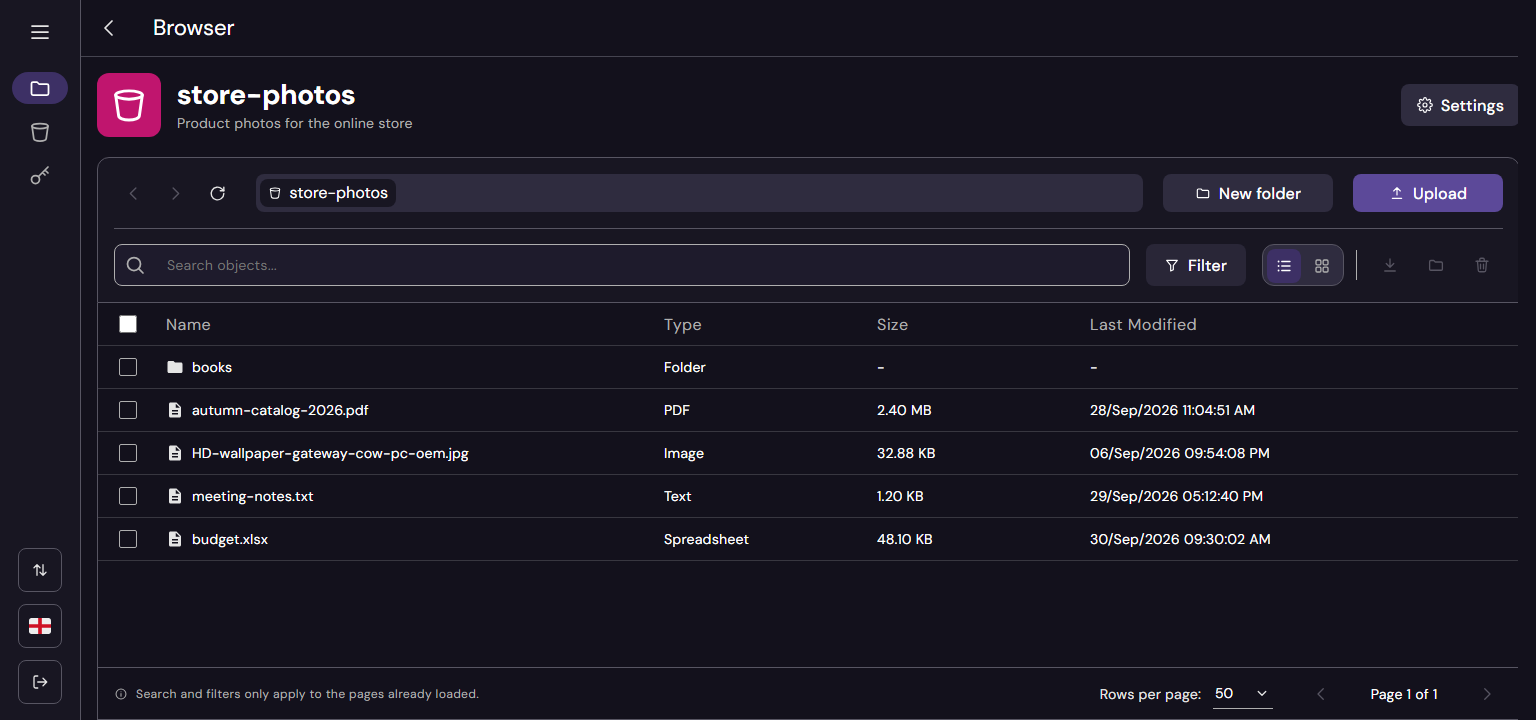 Browser
store-photos
Product photos for the online store
Settings
store-photos
New folder
Upload
Search objects...
Filter
Name Type Size Last Modified
books Folder - -
autumn-catalog-2026.pdf PDF 2.40 MB 28/Sep/2026 11:04:51 AM
HD-wallpaper-gateway-cow-pc-oem.jpg Image 32.88 KB 06/Sep/2026 09:54:08 PM
meeting-notes.txt Text 1.20 KB 29/Sep/2026 05:12:40 PM
budget.xlsx Spreadsheet 48.10 KB 30/Sep/2026 09:30:02 AM
Search and filters only apply to the pages already loaded.
Rows per page: 50 Page 1 of 1